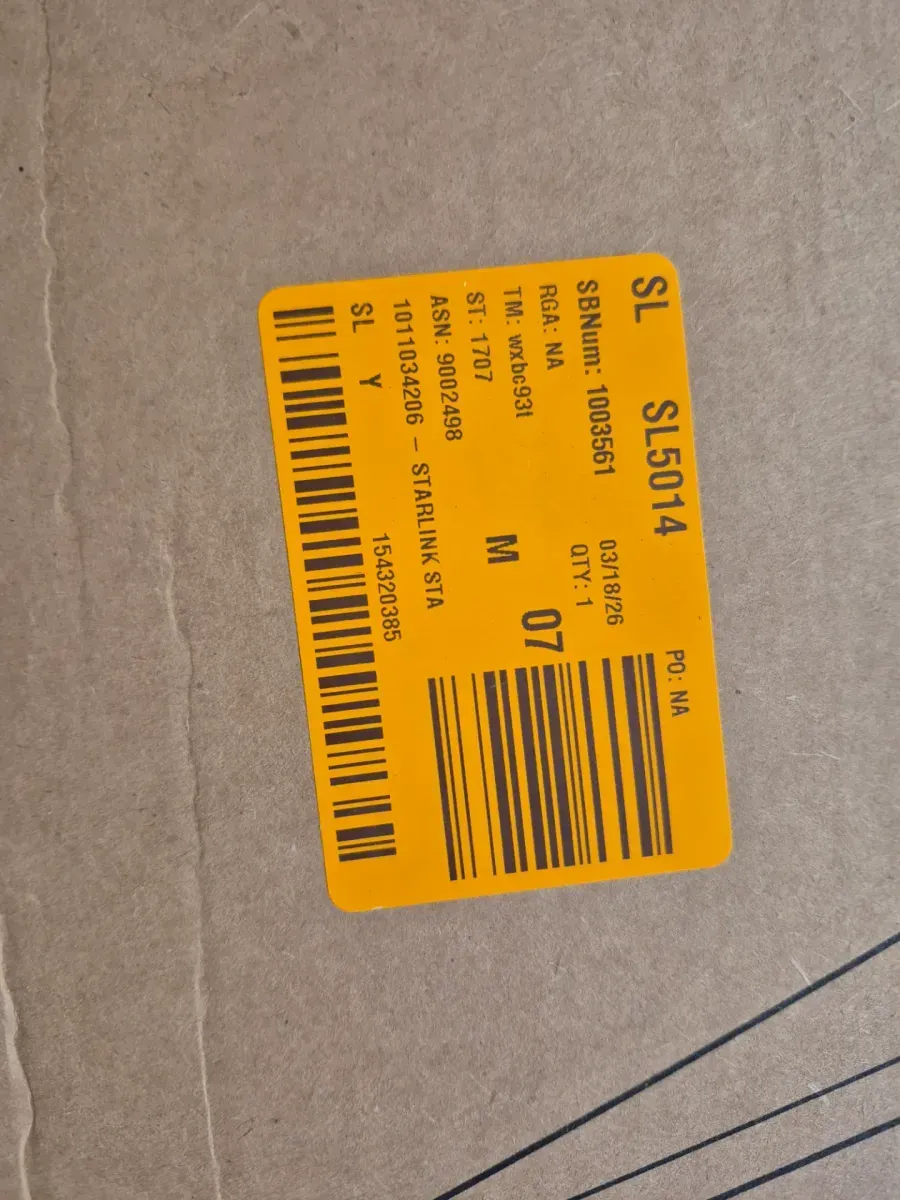 SL SL5014 PO: NA
SBNum: 1003561 03/18/26
RGA: NA QTY: 1
TM: wxbc93t 07
ST: 1707 M
ASN: 9002498
1011034206 – STARLINK STA
SL Y 154320385